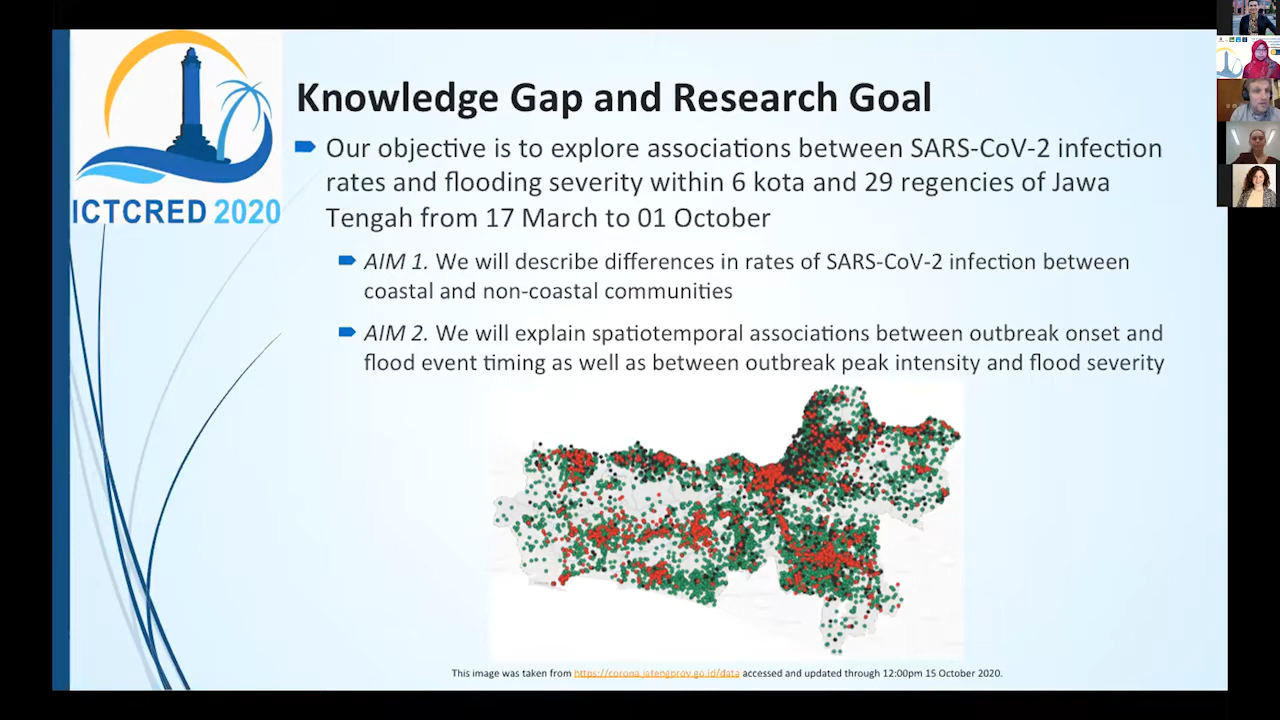 Knowledge Gap and Research Goal
Our objective is to explore associations between SARS-CoV-2 infection
rates and flooding severity within 6 kota and 29 regencies of Jawa
Tengah from 17 March to 01 October
AIM 1. We will describe differences in rates of SARS-CoV-2 infection between
coastal and non-coastal communities
AIM 2. We will explain spatiotemporal associations between outbreak onset and
flood event timing as well as between outbreak peak intensity and flood severity
ICTCRED 2020
This image was taken from https://corona.jatengprov.go.id/data accessed and updated through 12:00pm 15 October 2020.